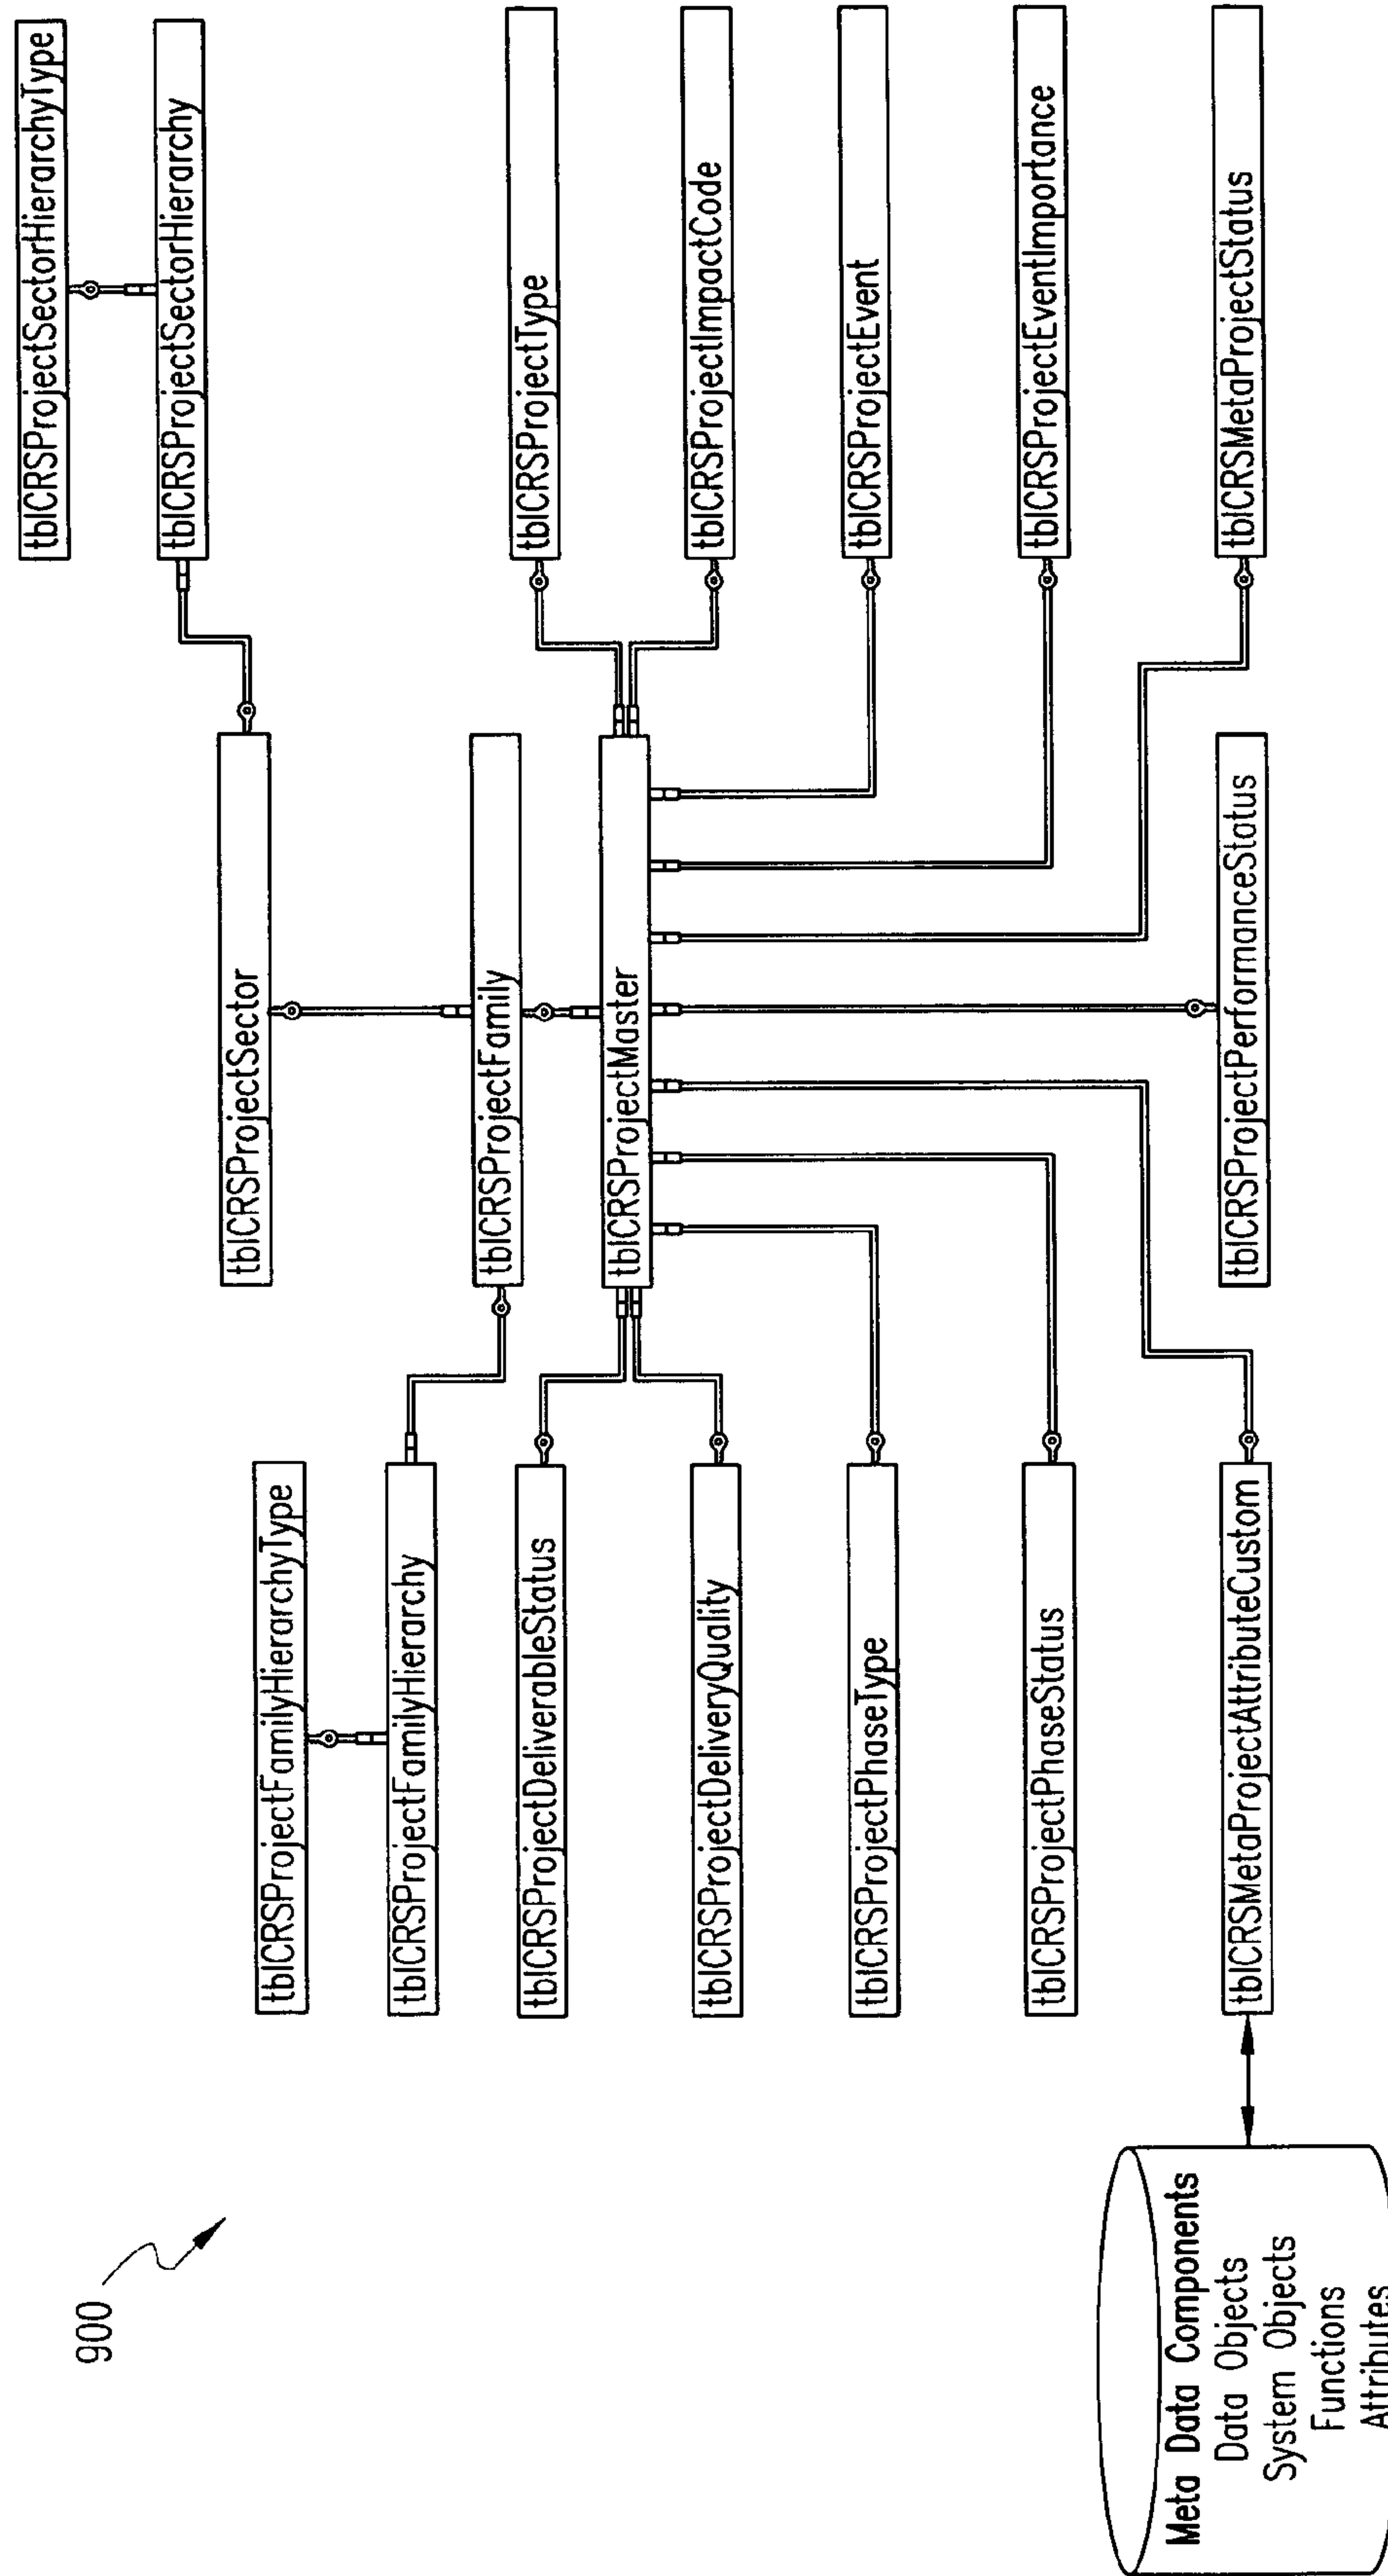 900
tblCRSProjectSectorHierarchyType
tblCRSProjectSectorHierarchy
tblCRSProjectSector
tblCRSProjectFamilyHierarchyType
tblCRSProjectFamilyHierarchy
tblCRSProjectFamily
tblCRSProjectType
tblCRSProjectDeliverableStatus
tblCRSProjectMaster
tblCRSProjectImpactCode
tblCRSProjectDeliveryQuality
tblCRSProjectEvent
tblCRSProjectPhaseType
tblCRSProjectEventImportance
tblCRSProjectPhaseStatus
tblCRSMetaProjectStatus
tblCRSMetaProjectAttributeCustom
tblCRSProjectPerformanceStatus
Meta Data Components
Data Objects
System Objects
Functions
Attributes